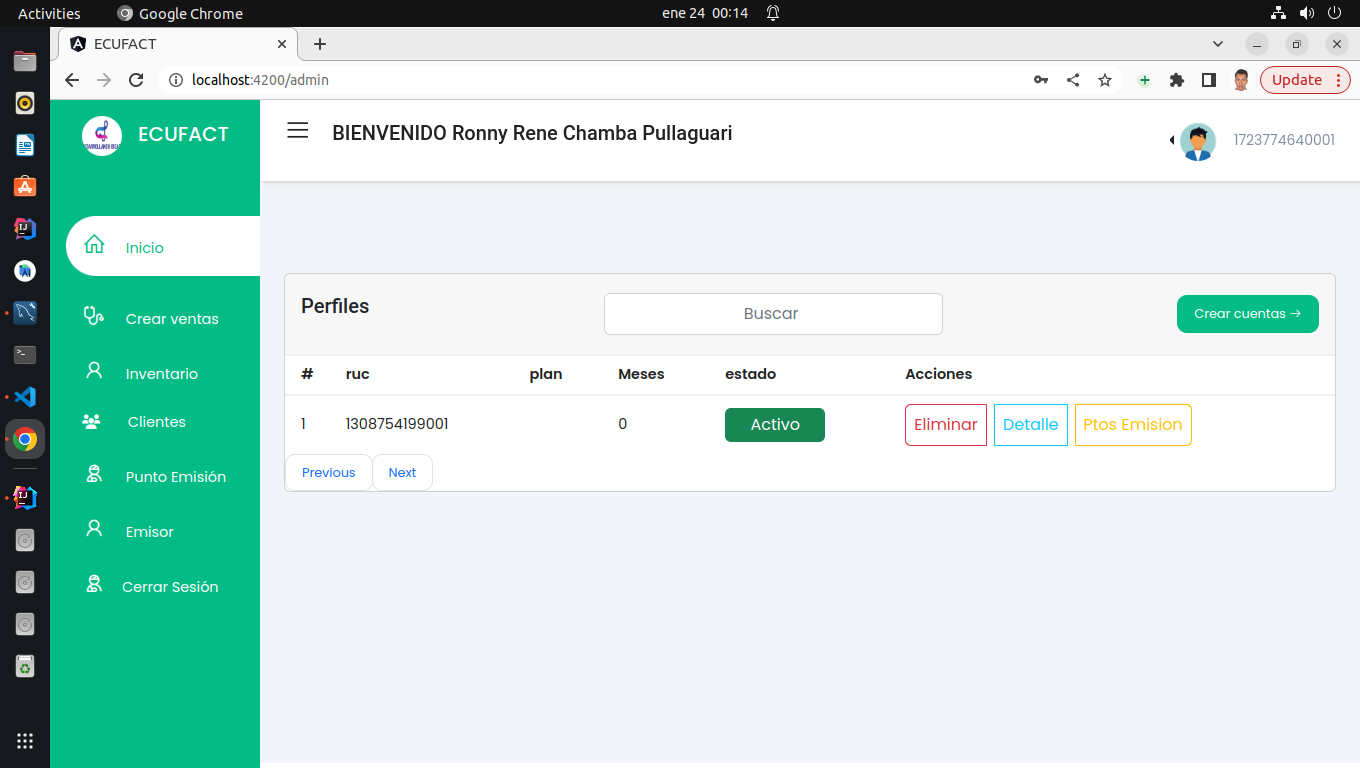 Activities Google Chrome ene 24 00:14
ECUFACT
localhost:4200/admin Update
ECUFACT
BIENVENIDO Ronny Rene Chamba Pullaguari 1723774640001
Inicio
Crear ventas
Inventario
Clientes
Punto Emisión
Emisor
Cerrar Sesión
Perfiles Buscar Crear cuentas →
# ruc plan Meses estado Acciones
1 1308754199001 0 Activo Eliminar Detalle Ptos Emision
Previous Next